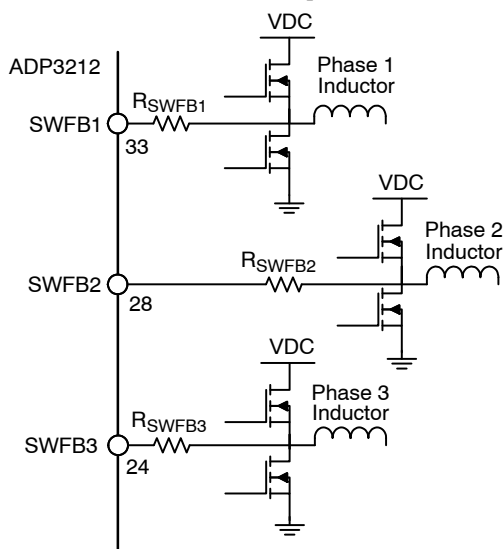 VDC
ADP3212
Phase 1
Inductor
RSWFB1
SWFB1
33
VDC
Phase 2
Inductor
RSWFB2
SWFB2
28
VDC
Phase 3
Inductor
RSWFB3
SWFB3
24